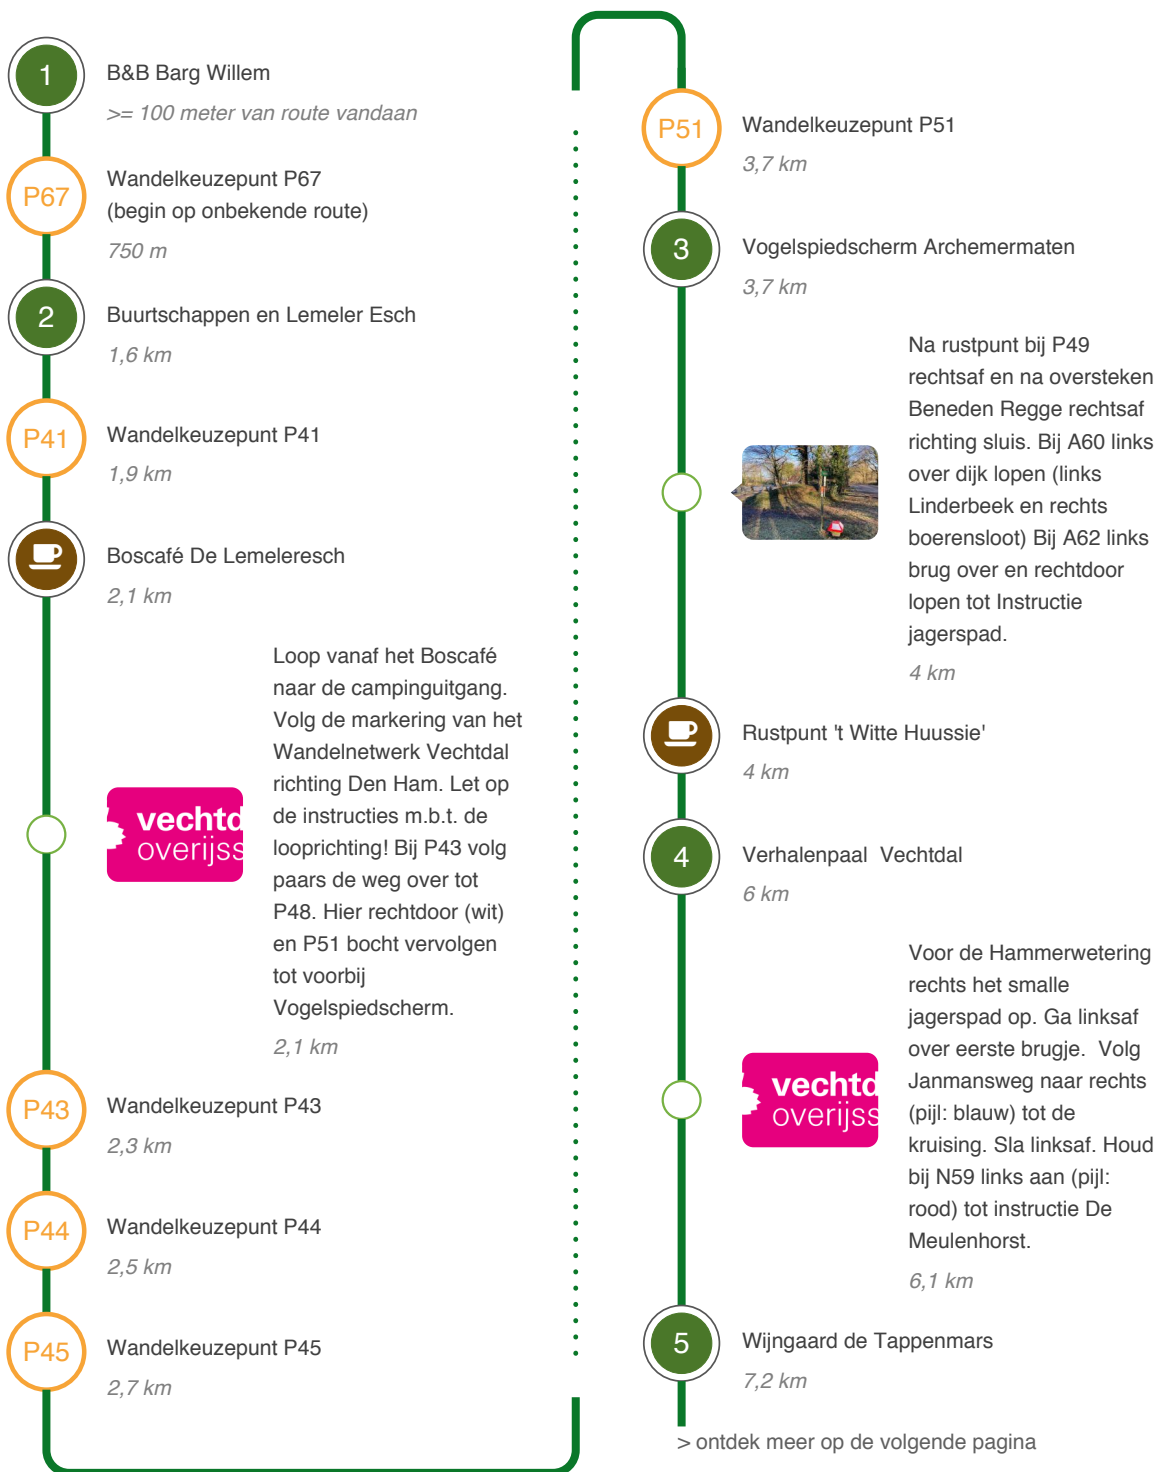 1
B&B Barg Willem
>= 100 meter van route vandaan
P67
Wandelkeuzepunt P67
(begin op onbekende route)
750 m
2
Buurtschappen en Lemeler Esch
1,6 km
P41
Wandelkeuzepunt P41
1,9 km
Boscafé De Lemeleresch
2,1 km
vechtd
overijss
Loop vanaf het Boscafé
naar de campinguitgang.
Volg de markering van het
Wandelnetwerk Vechtdal
richting Den Ham. Let op
de instructies m.b.t. de
looprichting! Bij P43 volg
paars de weg over tot
P48. Hier rechtdoor (wit)
en P51 bocht vervolgen
tot voorbij
Vogelspiedscherm.
2,1 km
P43
Wandelkeuzepunt P43
2,3 km
P44
Wandelkeuzepunt P44
2,5 km
P45
Wandelkeuzepunt P45
2,7 km
P51
Wandelkeuzepunt P51
3,7 km
3
Vogelspiedscherm Archemermaten
3,7 km
Na rustpunt bij P49
rechtsaf en na oversteken
Beneden Regge rechtsaf
richting sluis. Bij A60 links
over dijk lopen (links
Linderbeek en rechts
boerensloot) Bij A62 links
brug over en rechtdoor
lopen tot Instructie
jagerspad.
4 km
Rustpunt 't Witte Huussie'
4 km
4
Verhalenpaal  Vechtdal
6 km
vechtd
overijss
Voor de Hammerwetering
rechts het smalle
jagerspad op. Ga linksaf
over eerste brugje.  Volg
Janmansweg naar rechts
(pijl: blauw) tot de
kruising. Sla linksaf. Houd
bij N59 links aan (pijl:
rood) tot instructie De
Meulenhorst.
6,1 km
5
Wijngaard de Tappenmars
7,2 km
> ontdek meer op de volgende pagina